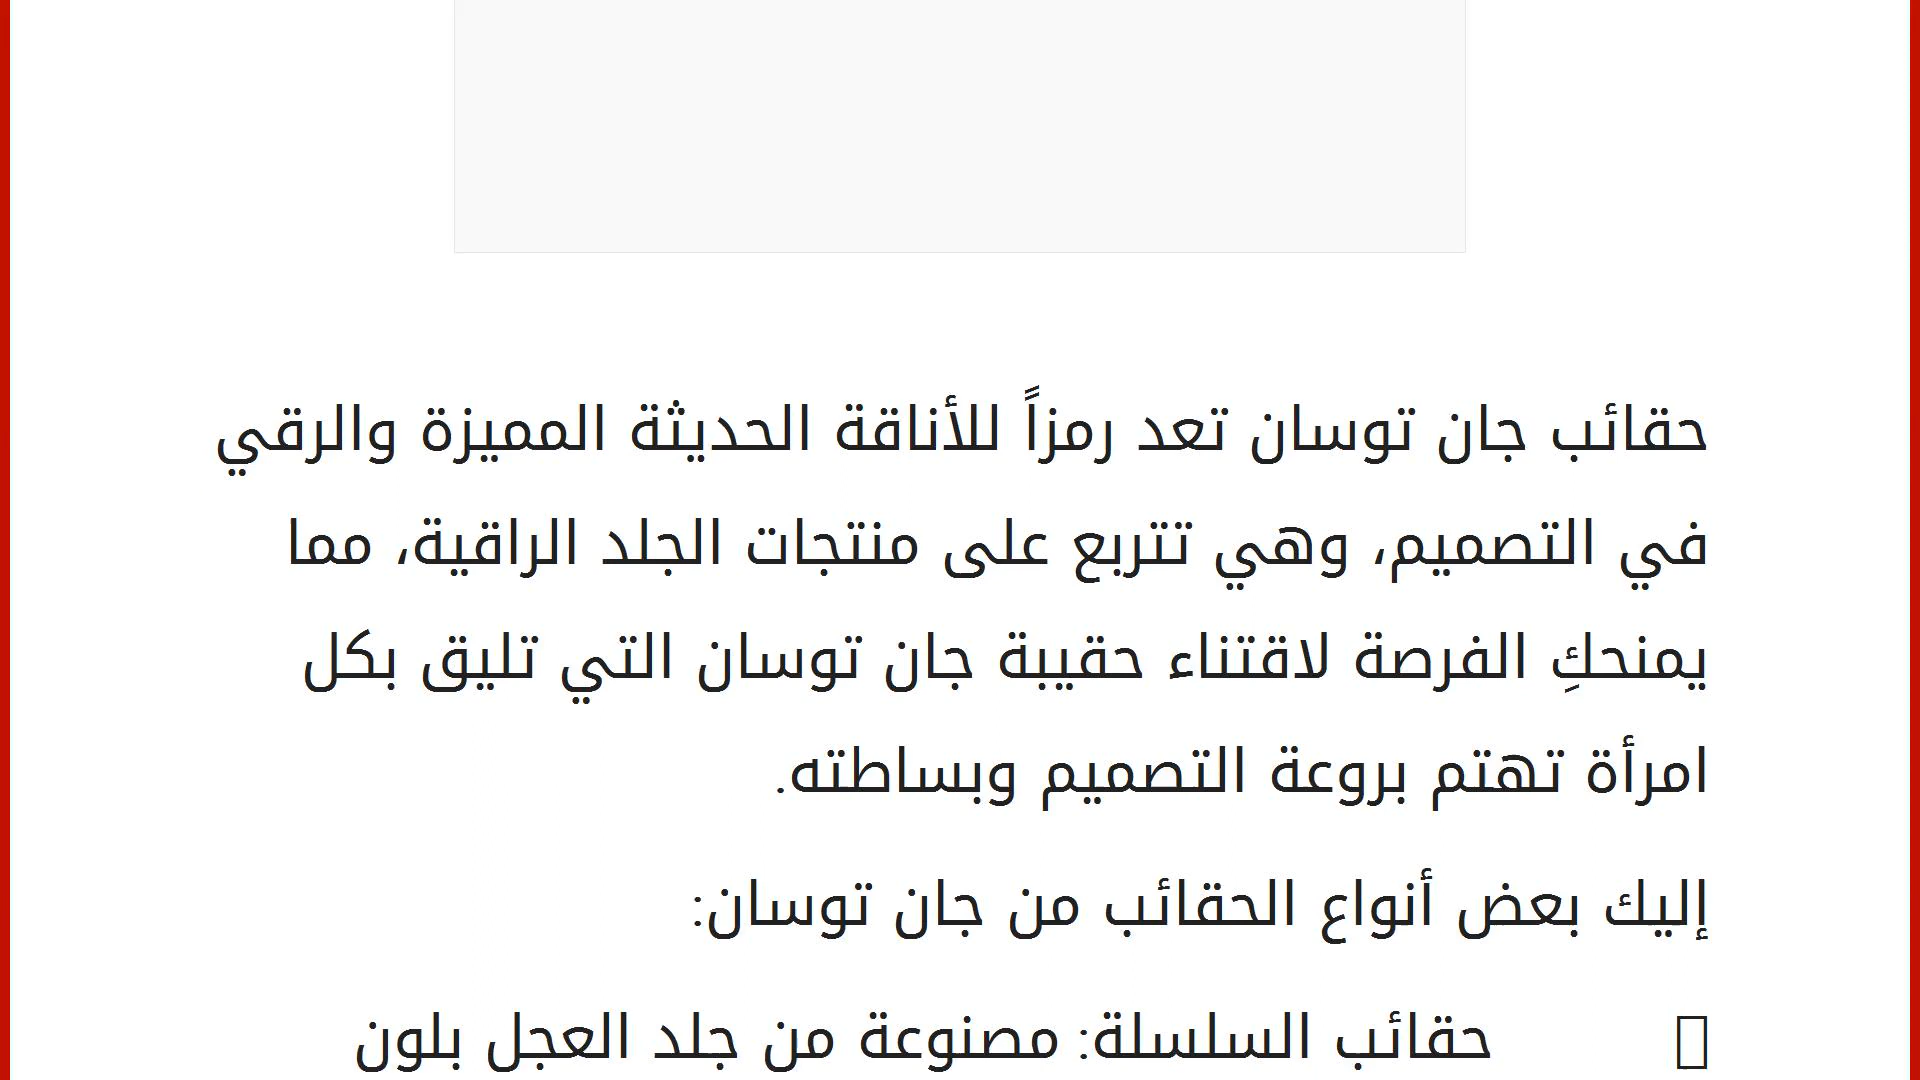 حقائب جان توسان تعد رمزاً للأناقة الحديثة المميزة والرقي
في التصميم، وهي تتربع على منتجات الجلد الراقية، مما
يمنحكِ الفرصة لاقتناء حقيبة جان توسان التي تليق بكل
امرأة تهتم بروعة التصميم وبساطته.
إليك بعض أنواع الحقائب من جان توسان:
حقائب السلسلة: مصنوعة من جلد العجل بلون